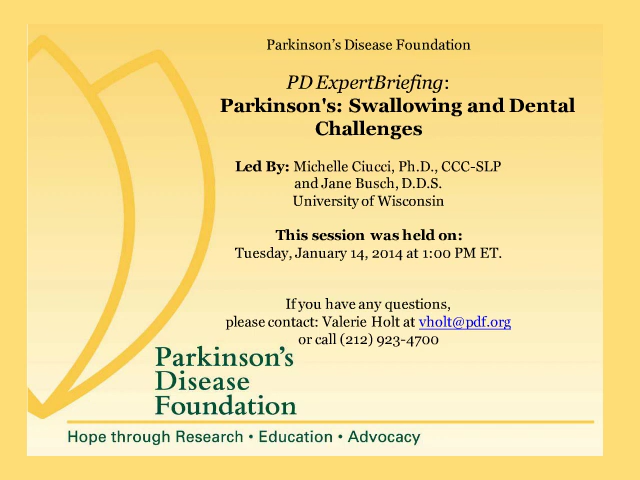 Parkinson's Disease Foundation
PD ExpertBriefing:
Parkinson's: Swallowing and Dental
Challenges
Led By: Michelle Ciucci, Ph.D., CCC-SLP
and Jane Busch, D.D.S.
University of Wisconsin
This session was held on:
Tuesday, January 14, 2014 at 1:00 PM ET.
If you have any questions,
please contact: Valerie Holt at vholt@pdf.org
or call (212) 923-4700
Parkinson's
Disease
Foundation
Hope through Research • Education • Advocacy